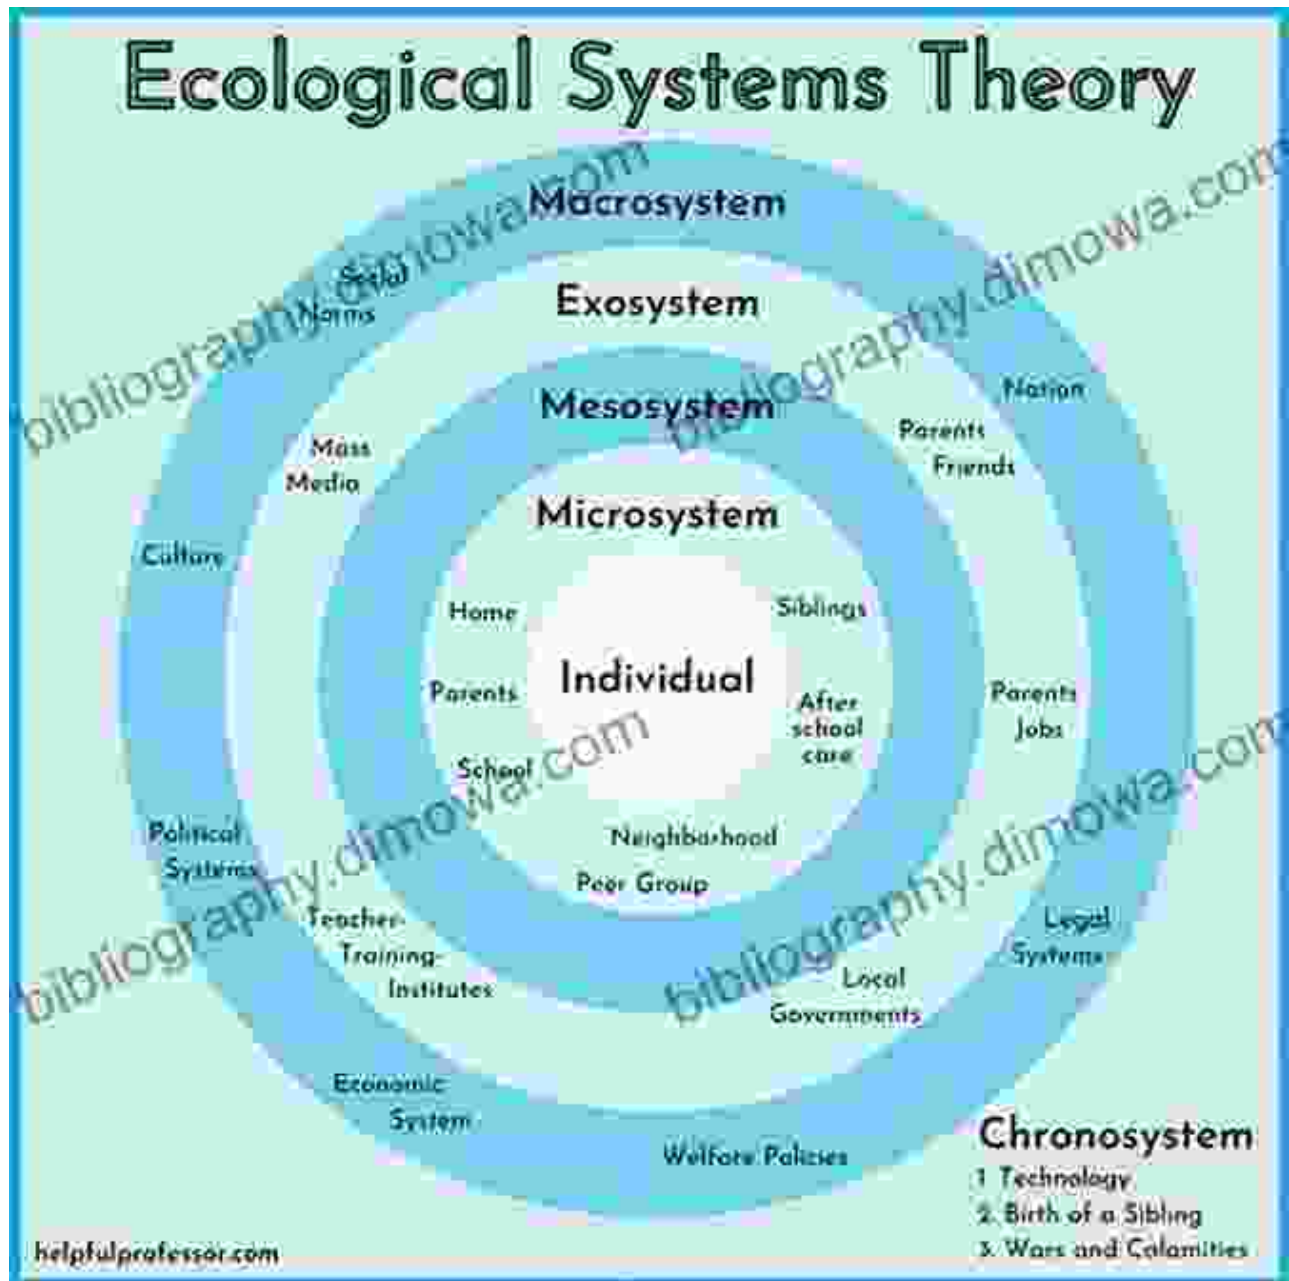 Ecological Systems Theory
Macrosystem
Social
Norms
Exosystem
Nation
Mesosystem
Parents
Friends
Mass
Media
Microsystem
Culture
Home
Siblings
Individual
Parents
After
school
care
Parents
Jobs
School
Neighborhood
Political
Systems
Peer Group
Teacher-
Training-
Institutes
Legal
Systems
Local
Governments
Economic
System
Welfare Policies
Chronosystem
1. Technology
2. Birth of a Sibling
3. Wars and Calamities
helpfulprofessor.com
bibliography.dimowa.com
bibliography.dimowa.com
bibliography.dimowa.com
bibliography.dimowa.com